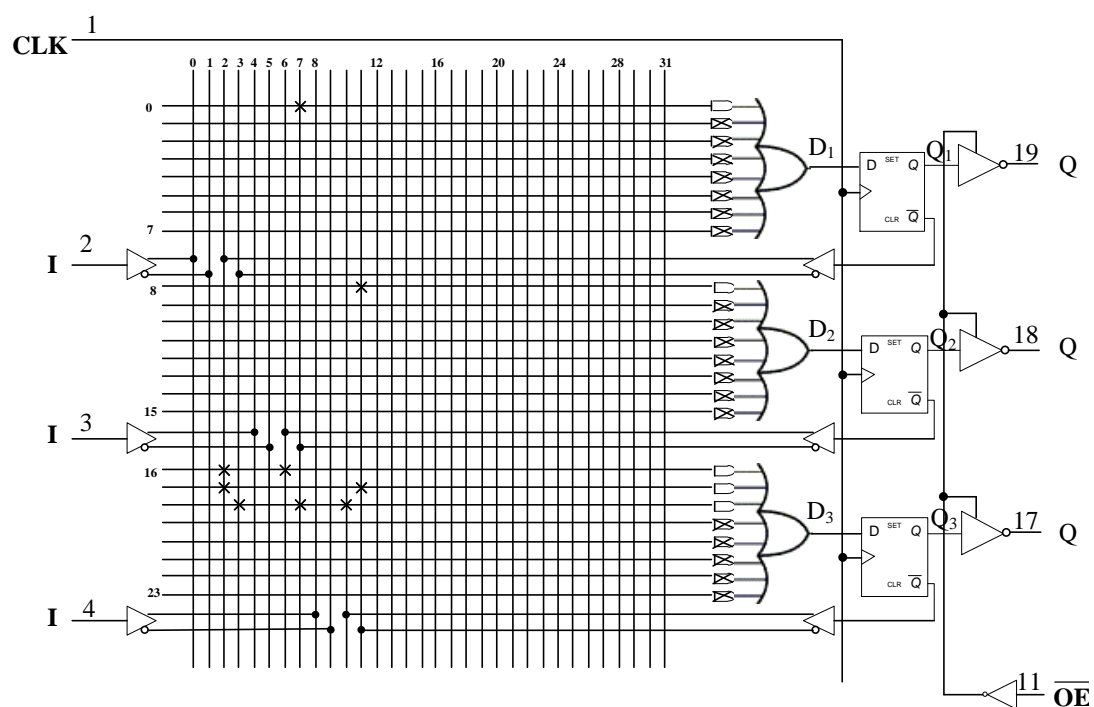 1
CLK
0 1 2 3 4 5 6 7 8 12 16 20 24 28 31
0
D1
D SET Q
CLR Q̅
Q1
19 Q
7
I 2
8
D2
D SET Q
CLR Q̅
Q2
18 Q
15
I 3
16
D3
D SET Q
CLR Q̅
Q3
17 Q
23
I 4
11 O̅E̅